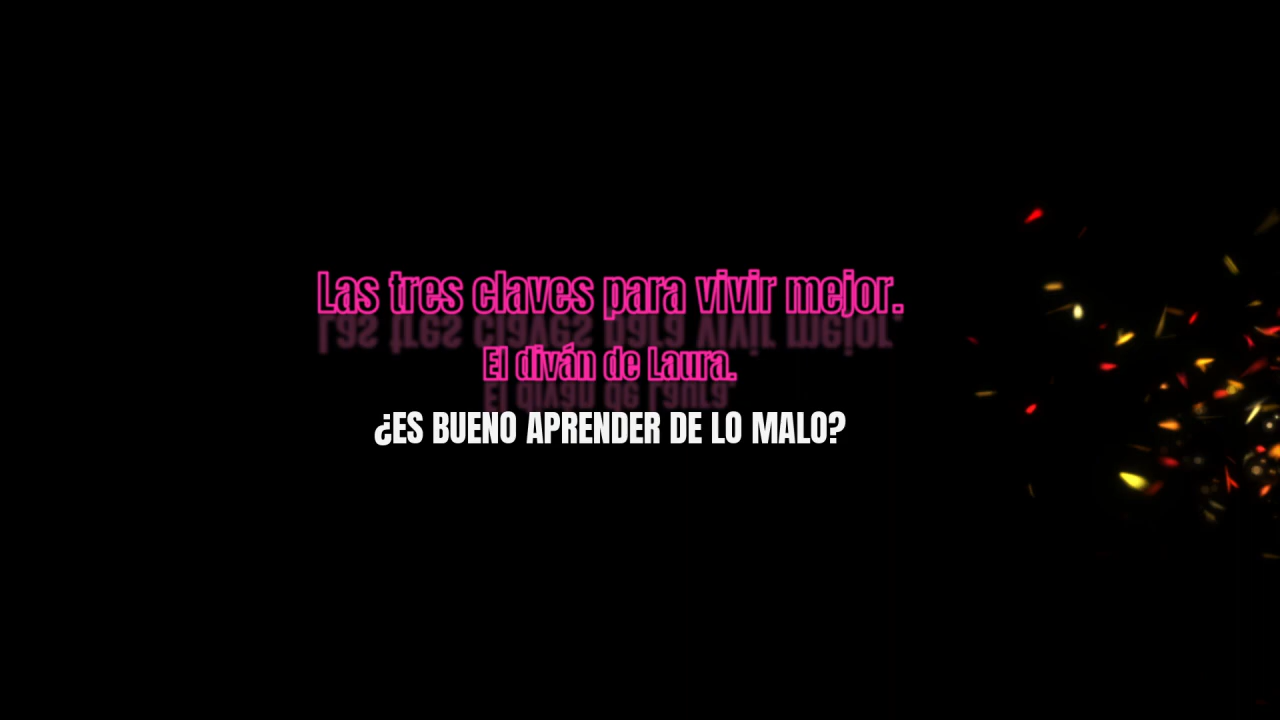 Las tres claves para vivir mejor.
El diván de Laura.
¿ES BUENO APRENDER DE LO MALO?